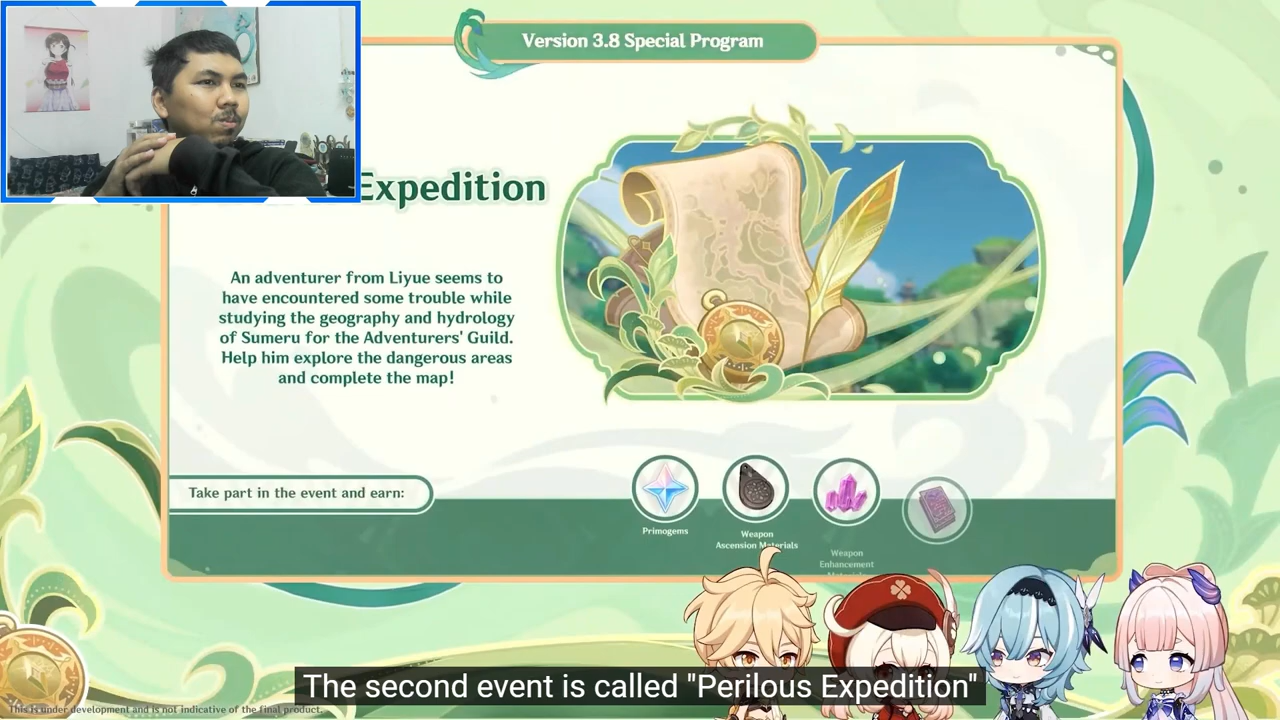 Version 3.8 Special Program
Expedition
An adventurer from Liyue seems to
have encountered some trouble while
studying the geography and hydrology
of Sumeru for the Adventurers' Guild.
Help him explore the dangerous areas
and complete the map!
Take part in the event and earn:
Primogems
Weapon
Ascension Materials
Weapon
Enhancement
Materials
The second event is called "Perilous Expedition"
This is under development and is not indicative of the final product.